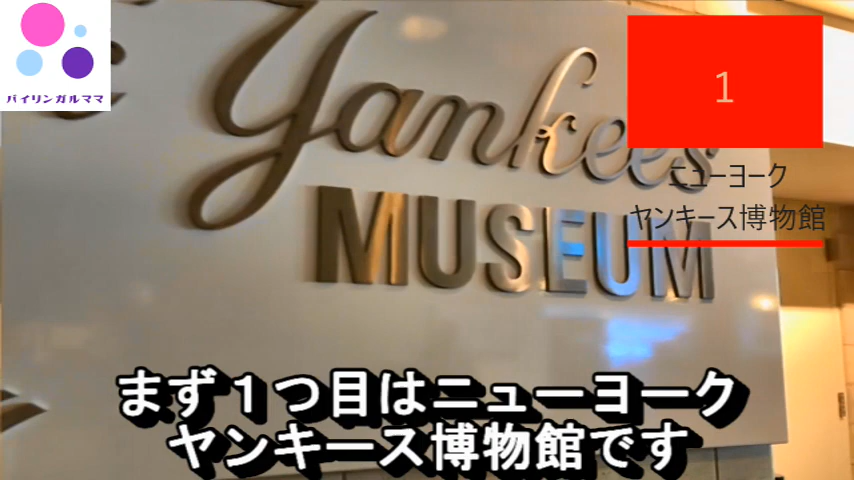 バイリンガルママ
Yankees
MUSEUM
1
ニューヨーク
ヤンキース博物館
まず1つ目はニューヨーク
ヤンキース博物館です